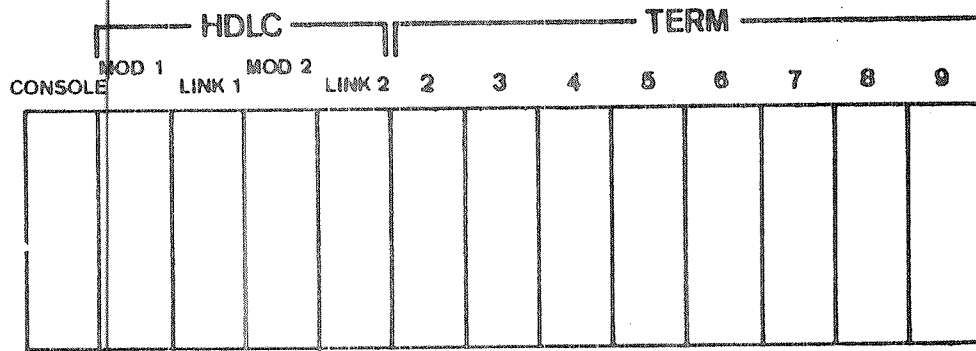 HDLC TERM
MOD 1 MOD 2
CONSOLE LINK 1 LINK 2 2 3 4 5 6 7 8 9